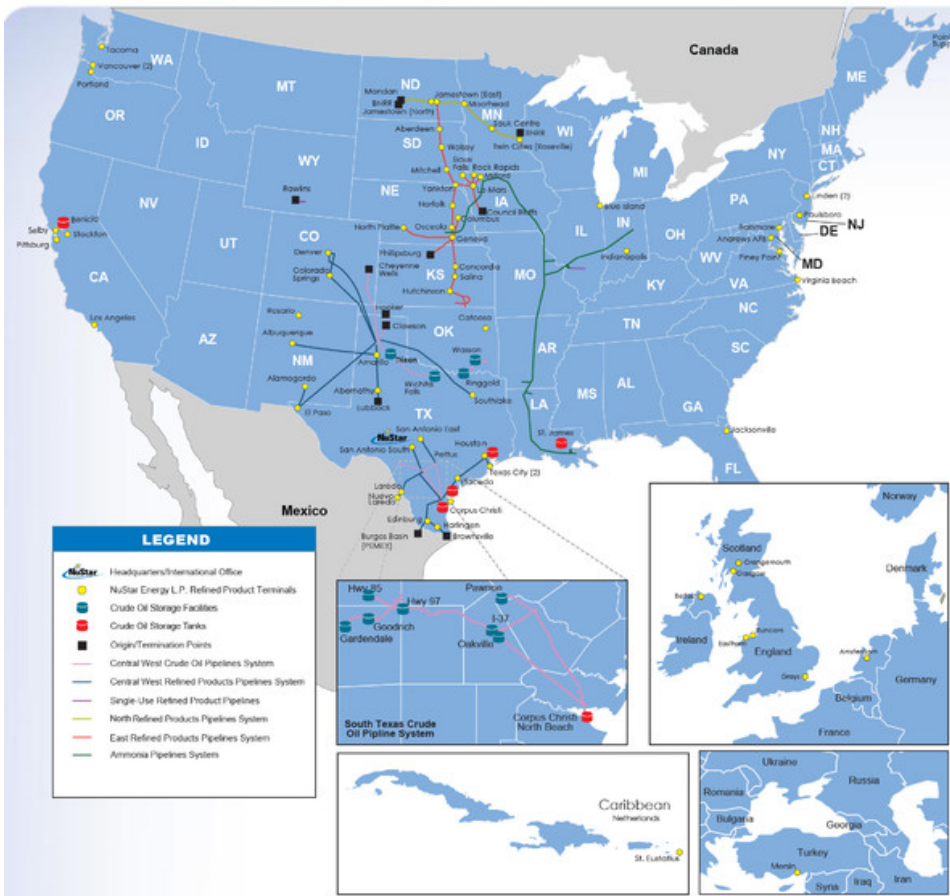 Canada
Tacoma
WA
Vancouver (2)
Portland
MT
ND
Mandan
BNRR
Jamestown (East)
Jamestown (North)
Moorhead
MN
Sauk Centre
Twin Cities (Roseville)
ME
OR
ID
SD
Aberdeen
Wolsey
WI
NH
MA
CT
NY
WY
Mitchell
Sioux
Falls
Rock Rapids
Milford
MI
Rawlins
NE
Yankton
Le Mars
IA
Council Bluffs
Blue Island
PA
Linden (2)
Paulsboro
NJ
NV
Norfolk
Columbus
Benicia
Selby
Stockton
Pittsburg
UT
CO
North Platte
Osceola
Geneva
IL
IN
OH
Baltimore
Andrews AFB
DE
Denver
Phillipsburg
Indianapolis
WV
Piney Point
MD
CA
Colorado
Springs
Cheyenne
Wells
KS
Concordia
Salina
MO
KY
VA
Virginia Beach
Hutchinson
NC
Hooker
Clawson
Los Angeles
Rosario
OK
Catoosa
TN
AZ
Albuquerque
NM
Amarillo
Dixon
Wasson
AR
SC
Alamogordo
Abernathy
Wichita
Falls
Ringgold
MS
AL
GA
El Paso
Lubbock
Southlake
LA
TX
San Antonio East
NuStar
San Antonio South
Pettus
Houston
St. James
Jacksonville
Texas City (2)
FL
Placedo
Laredo
Nuevo
Laredo
Corpus Christi
Mexico
Edinburg
Harlingen
Burgos Basin
(PEMEX)
Brownsville
LEGEND
NuStar
Headquarters/International Office
NuStar Energy L.P. Refined Product Terminals
Crude Oil Storage Facilities
Crude Oil Storage Tanks
Origin/Termination Points
Central West Crude Oil Pipelines System
Central West Refined Products Pipelines System
Single-Use Refined Product Pipelines
North Refined Products Pipelines System
East Refined Products Pipelines System
Ammonia Pipelines System
Hwy 85
Hwy 97
Pawnee
Goodrich
Gardendale
I-37
Oakville
Corpus Christi
North Beach
South Texas Crude
Oil Pipline System
Norway
Scotland
Grangemouth
Glasgow
Denmark
Belfast
Ireland
Runcorn
Eastham
England
Amsterdam
Grays
Belgium
Germany
France
Caribbean
Netherlands
St. Eustatius
Ukraine
Russia
Romania
Bulgaria
Georgia
Turkey
Mersin
Syria
Iraq
Iran